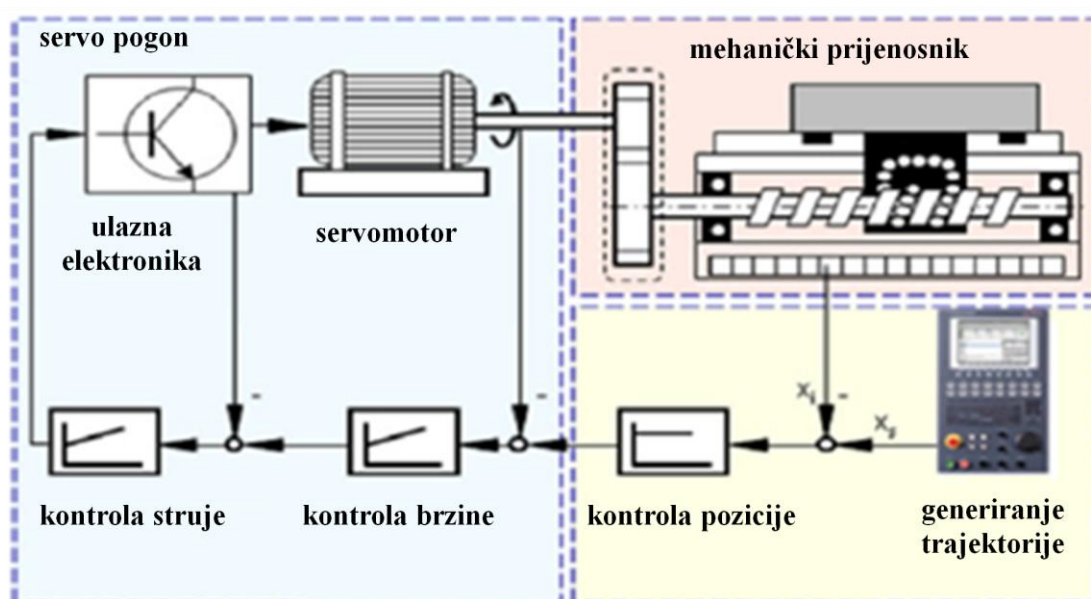 servo pogon
mehanički prijenosnik
ulazna
elektronika
servomotor
-
-
xᵢ
-
xₛ
kontrola struje
kontrola brzine
kontrola pozicije
generiranje
trajektorije